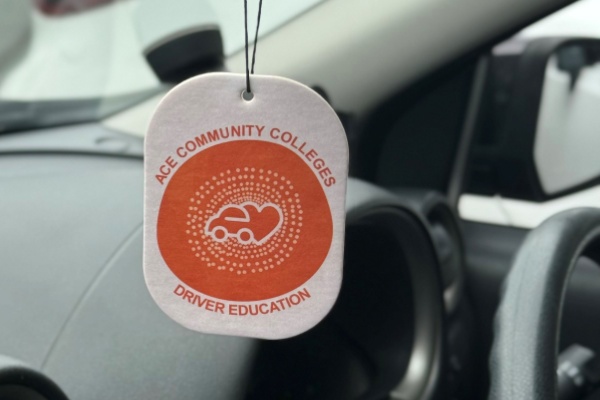 ACE COMMUNITY COLLEGES
DRIVER EDUCATION